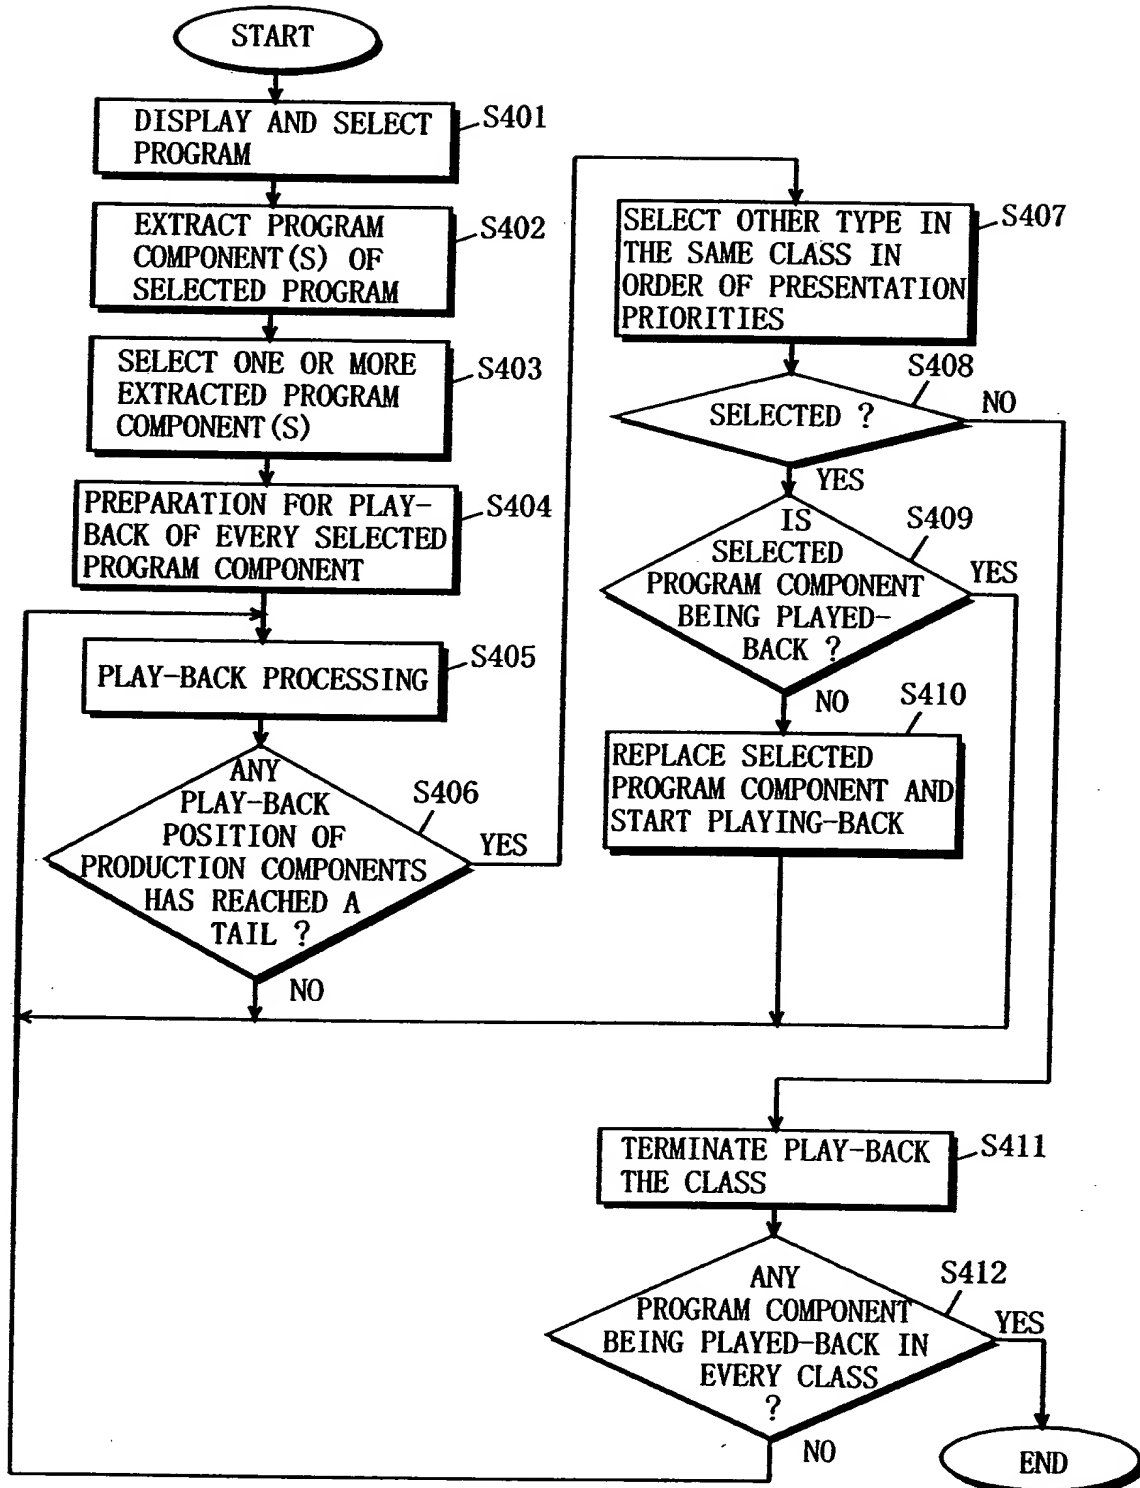 START
DISPLAY AND SELECT
PROGRAM
S401
EXTRACT PROGRAM
COMPONENT(S) OF
SELECTED PROGRAM
S402
SELECT ONE OR MORE
EXTRACTED PROGRAM
COMPONENT(S)
S403
PREPARATION FOR PLAY-
BACK OF EVERY SELECTED
PROGRAM COMPONENT
S404
PLAY-BACK PROCESSING
S405
ANY
PLAY-BACK
POSITION OF
PRODUCTION COMPONENTS
HAS REACHED A
TAIL ?
S406
YES
NO
SELECT OTHER TYPE IN
THE SAME CLASS IN
ORDER OF PRESENTATION
PRIORITIES
S407
SELECTED ?
S408
NO
YES
IS
SELECTED
PROGRAM COMPONENT
BEING PLAYED-
BACK ?
S409
YES
NO
S410
REPLACE SELECTED
PROGRAM COMPONENT AND
START PLAYING-BACK
TERMINATE PLAY-BACK
THE CLASS
S411
ANY
PROGRAM COMPONENT
BEING PLAYED-BACK IN
EVERY CLASS
?
S412
YES
NO
END